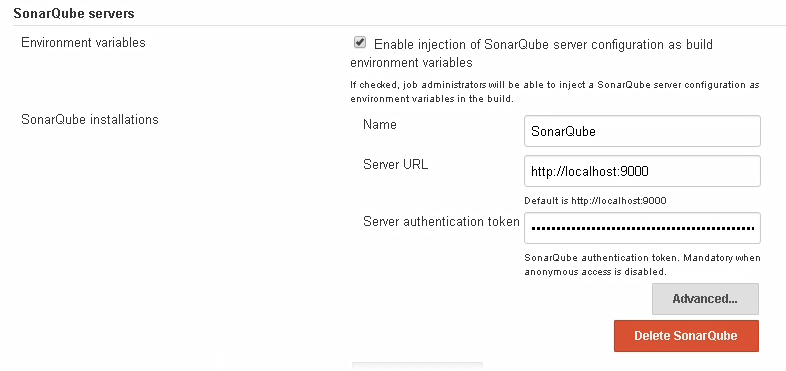 SonarQube servers
Environment variables
Enable injection of SonarQube server configuration as build
environment variables
If checked, job administrators will be able to inject a SonarQube server configuration as
environment variables in the build.
SonarQube installations
Name
SonarQube
Server URL
http://localhost:9000
Default is http://localhost:9000
Server authentication token
SonarQube authentication token. Mandatory when
anonymous access is disabled.
Advanced...
Delete SonarQube